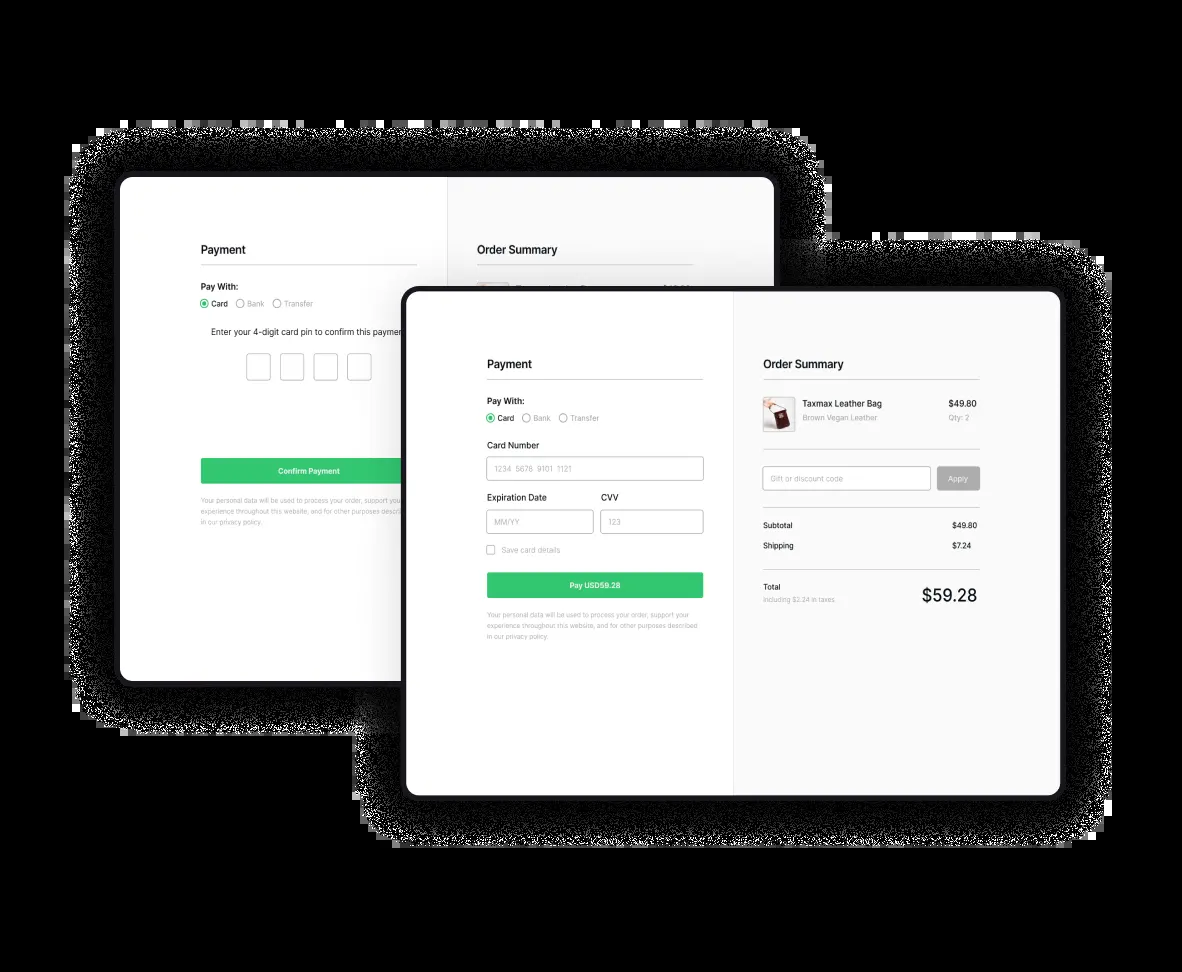 Payment
Pay With:
Card Bank Transfer
Enter your 4-digit card pin to confirm this paymen
Confirm Payment
Your personal data will be used to process your order, support you
experience throughout this website, and for other purposes describ
in our privacy policy.
Order Summary
Payment
Pay With:
Card Bank Transfer
Card Number
1234 5678 9101 1121
Expiration Date CVV
MM/YY 123
Save card details
Pay USD59.28
Your personal data will be used to process your order, support your
experience throughout this website, and for other purposes described
in our privacy policy.
Order Summary
Taxmax Leather Bag $49.80
Brown Vegan Leather Qty: 2
Gift or discount code Apply
Subtotal $49.80
Shipping $7.24
Total
Including $2.24 in taxes
$59.28